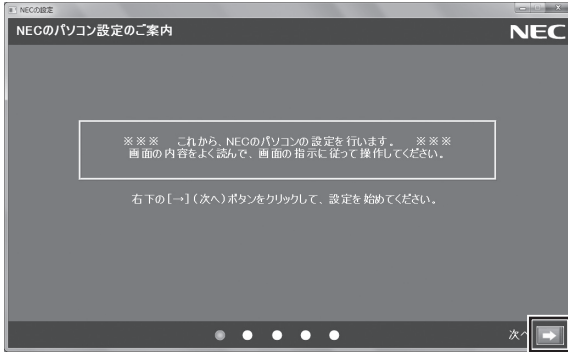 NECの設定
NECのパソコン設定のご案内
NEC
※※※ これから、NECのパソコンの設定を行います。 ※※※
画面の内容をよく読んで、画面の指示に従って操作してください。
右下の[→](次へ)ボタンをクリックして、設定を始めてください。
次へ